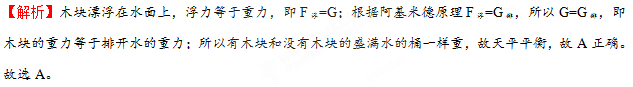 【解析】木块漂浮在水面上，浮力等于重力，即F浮=G；根据阿基米德原理F浮=G排，所以G=G排，即
木块的重力等于排开水的重力；所以有木块和没有木块的盛满水的桶一样重，故天平平衡，故A正确。
故选A。